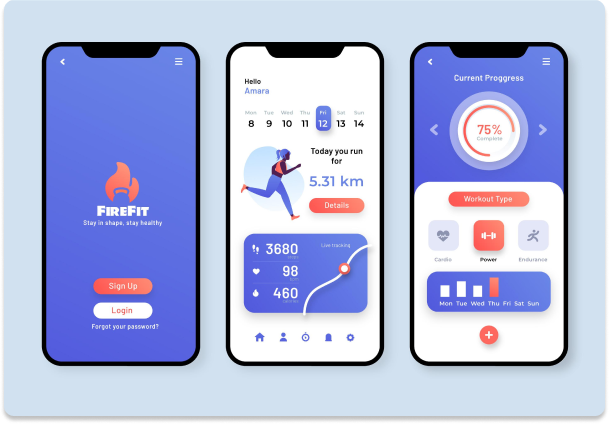 FIREFIT
Stay in shape, stay healthy
Sign Up
Login
Forgot your password?
Hello
Amara
Mon Tue Wed Thu Fri Sat Sun
8 9 10 11 12 13 14
Today you run
for
5.31 km
Details
3680
Live tracking
98
460
Current Proggress
75%
Complete
Workout Type
Cardio Power Endurance
Mon Tue Wed Thu Fri Sat Sun